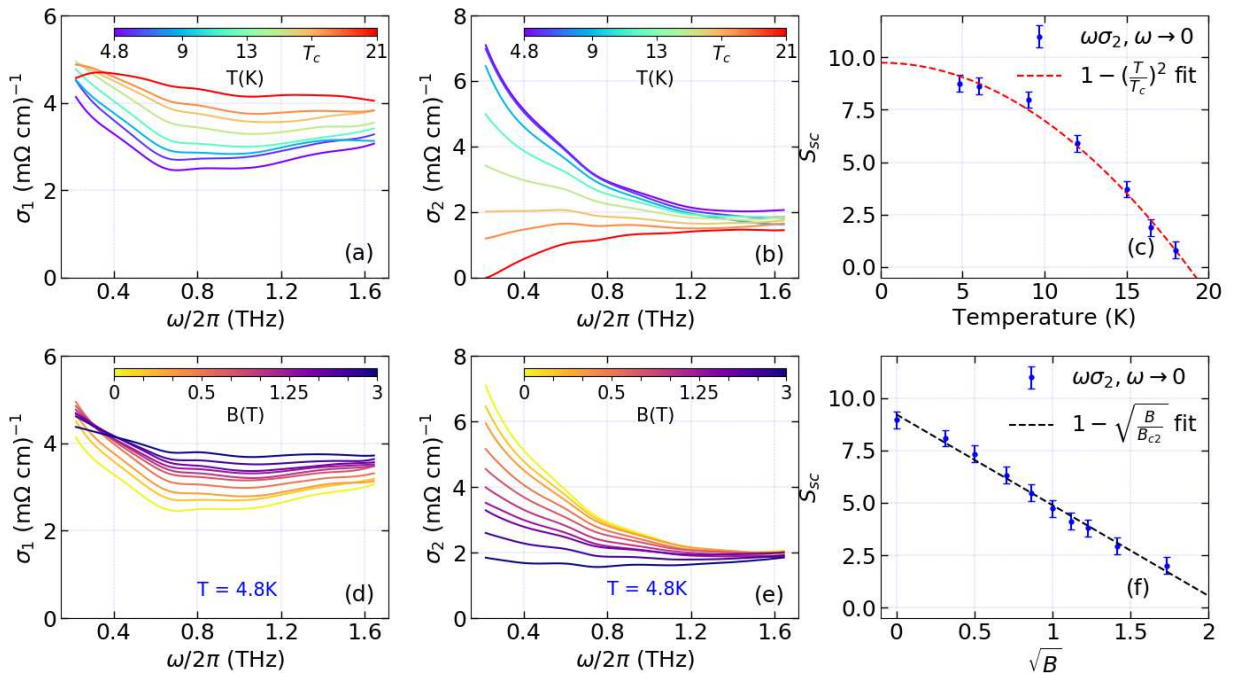 σ₁ (mΩ cm)⁻¹
6
4
2
0
4.8 9 13 T_c 21
T(K)
(a)
0.4 0.8 1.2 1.6
ω/2π (THz)
σ₂ (mΩ cm)⁻¹
8
6
4
2
0
4.8 9 13 T_c 21
T(K)
(b)
0.4 0.8 1.2 1.6
ω/2π (THz)
S_sc
10.0
7.5
5.0
2.5
0.0
ωσ₂, ω → 0
1 − (T/T_c)² fit
(c)
0 5 10 15 20
Temperature (K)
σ₁ (mΩ cm)⁻¹
6
4
2
0
0 0.5 1.25 3
B(T)
T = 4.8K
(d)
0.4 0.8 1.2 1.6
ω/2π (THz)
σ₂ (mΩ cm)⁻¹
8
6
4
2
0
0 0.5 1.25 3
B(T)
T = 4.8K
(e)
0.4 0.8 1.2 1.6
ω/2π (THz)
S_sc
10.0
7.5
5.0
2.5
0.0
ωσ₂, ω → 0
1 − √(B/B_c2) fit
(f)
0 0.5 1 1.5 2
√B